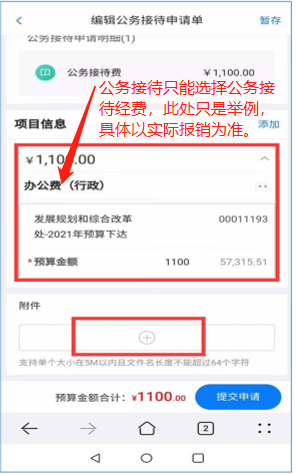 编辑公务接待申请单
暂存
公务接待申请明细(1)
公务接待费
￥1,100.00
公务接待只能选择公务接
待经费，此处只是举例，
具体以实际报销为准。
项目信息
添加
￥1,100.00
办公费（行政）
发展规划和综合改革
处-2021年预算下达
00011193
*预算金额
1100
57,315.51
附件
支持单个大小在5M以内且文件名长度不能超过64个字符
预算金额合计：￥1100.00
提交申请
2